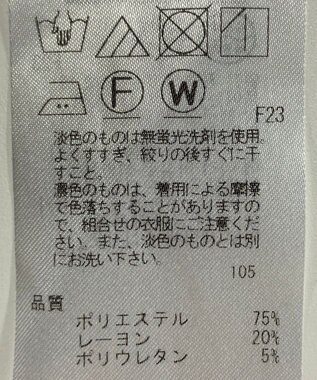 F W
F23
淡色のものは無蛍光洗剤を使用。
よくすすぎ、絞りの後すぐに干
すこと。
濃色のものは、着用による摩擦
で色落ちすることがありますの
で、組合せの衣服にご注意くだ
さい。また、淡色のものとは別
にお洗い下さい。
105
品質
ポリエステル 75%
レーヨン 20%
ポリウレタン 5%